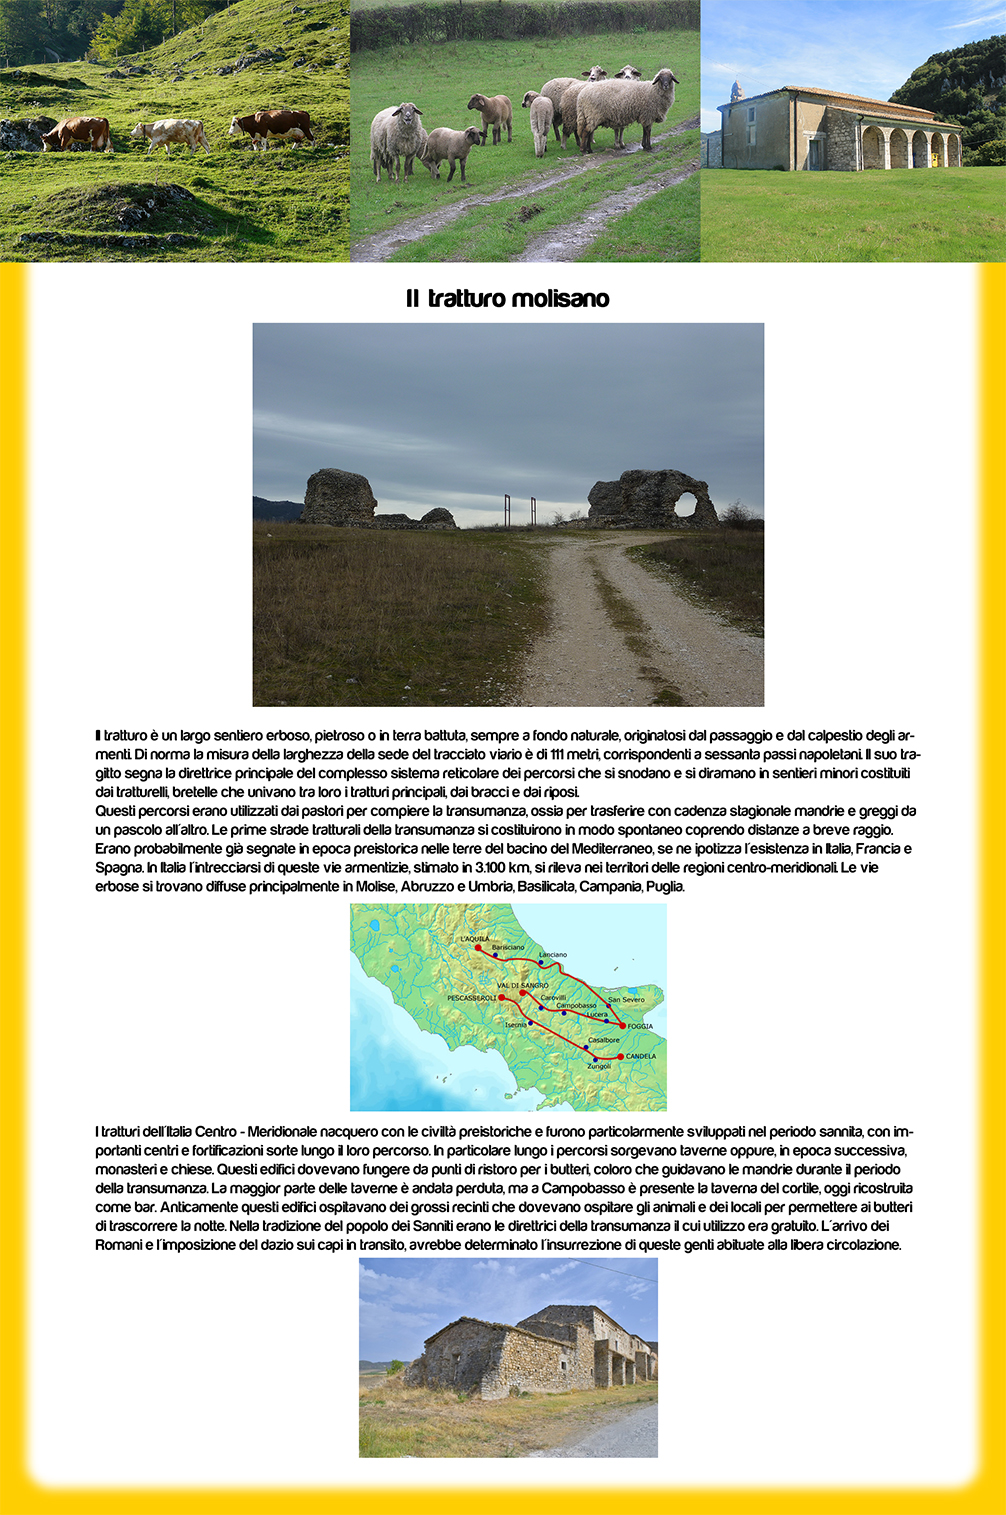 Il tratturo molisano
Il tratturo è un largo sentiero erboso, pietroso o in terra battuta, sempre a fondo naturale, originatosi dal passaggio e dal calpestio degli ar-
menti. Di norma la misura della larghezza della sede del tracciato viario è di 111 metri, corrispondenti a sessanta passi napoletani. Il suo tra-
gitto segna la direttrice principale del complesso sistema reticolare dei percorsi che si snodano e si diramano in sentieri minori costituiti
dai tratturelli, bretelle che univano tra loro i tratturi principali, dai bracci e dai riposi.
Questi percorsi erano utilizzati dai pastori per compiere la transumanza, ossia per trasferire con cadenza stagionale mandrie e greggi da
un pascolo all´altro. Le prime strade tratturali della transumanza si costituirono in modo spontaneo coprendo distanze a breve raggio.
Erano probabilmente già segnate in epoca preistorica nelle terre del bacino del Mediterraneo, se ne ipotizza l´esistenza in Italia, Francia e
Spagna. In Italia l´intrecciarsi di queste vie armentizie, stimato in 3.100 km, si rileva nei territori delle regioni centro-meridionali. Le vie
erbose si trovano diffuse principalmente in Molise, Abruzzo e Umbria, Basilicata, Campania, Puglia.
L'AQUILA
Barisciano
Lanciano
VAL DI SANGRO
PESCASSEROLI
Carovilli
San Severo
Campobasso
Lucera
Isernia
FOGGIA
Casalbore
CANDELA
Zungoli
I tratturi dell´Italia Centro - Meridionale nacquero con le civiltà preistoriche e furono particolarmente sviluppati nel periodo sannita, con im-
portanti centri e fortificazioni sorte lungo il loro percorso. In particolare lungo i percorsi sorgevano taverne oppure, in epoca successiva,
monasteri e chiese. Questi edifici dovevano fungere da punti di ristoro per i butteri, coloro che guidavano le mandrie durante il periodo
della transumanza. La maggior parte delle taverne è andata perduta, ma a Campobasso è presente la taverna del cortile, oggi ricostruita
come bar. Anticamente questi edifici ospitavano dei grossi recinti che dovevano ospitare gli animali e dei locali per permettere ai butteri
di trascorrere la notte. Nella tradizione del popolo dei Sanniti erano le direttrici della transumanza il cui utilizzo era gratuito. L´arrivo dei
Romani e l´imposizione del dazio sui capi in transito, avrebbe determinato l´insurrezione di queste genti abituate alla libera circolazione.